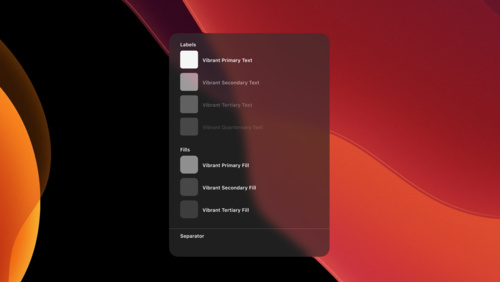 Labels
Vibrant Primary Text
Vibrant Secondary Text
Vibrant Tertiary Text
Vibrant Quarternary Text
Fills
Vibrant Primary Fill
Vibrant Secondary Fill
Vibrant Tertiary Fill
Separator